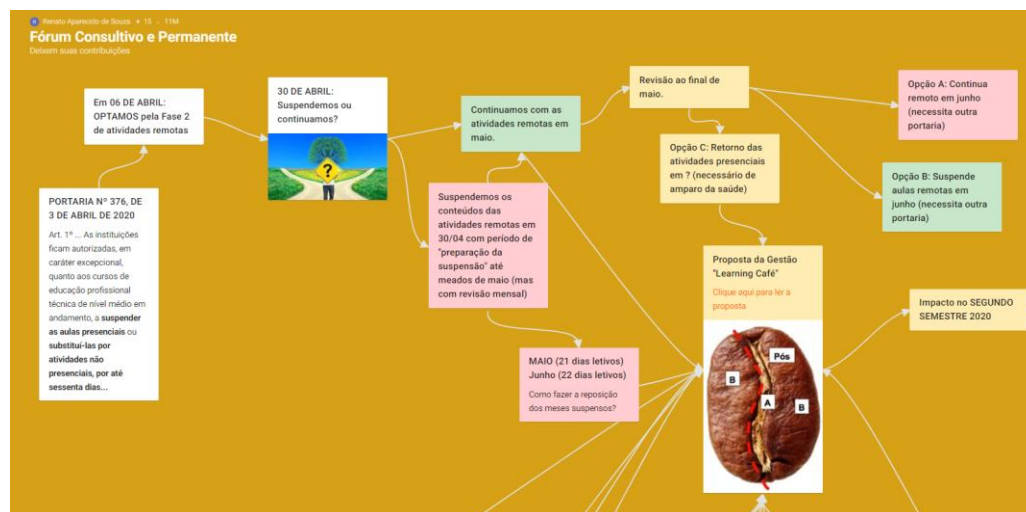 Renato Aparecido de Souza + 15 • 11M
Fórum Consultivo e Permanente
Deixem suas contribuições
Em 06 DE ABRIL:
OPTAMOS pela Fase 2
de atividades remotas
30 DE ABRIL:
Suspendemos ou
continuamos?
?
PORTARIA Nº 376, DE
3 DE ABRIL DE 2020
Art. 1º ... As instituições
ficam autorizadas, em
caráter excepcional,
quanto aos cursos de
educação profissional
técnica de nível médio em
andamento, a suspender
as aulas presenciais ou
substituí-las por
atividades não
presenciais, por até
sessenta dias...
Continuamos com as
atividades remotas em
maio.
Suspendemos os
conteúdos das
atividades remotas em
30/04 com período de
"preparação da
suspensão" até
meados de maio (mas
com revisão mensal)
MAIO (21 dias letivos)
Junho (22 dias letivos)
Como fazer a reposição
dos meses suspensos?
Revisão ao final de
maio.
Opção C: Retorno das
atividades presenciais
em ? (necessário de
amparo da saúde)
Opção A: Continua
remoto em junho
(necessita outra
portaria)
Opção B: Suspende
aulas remotas em
junho (necessita outra
portaria)
Proposta da Gestão
"Learning Café"
Clique aqui para ler a
proposta
Pós
B
A
B
Impacto no SEGUNDO
SEMESTRE 2020